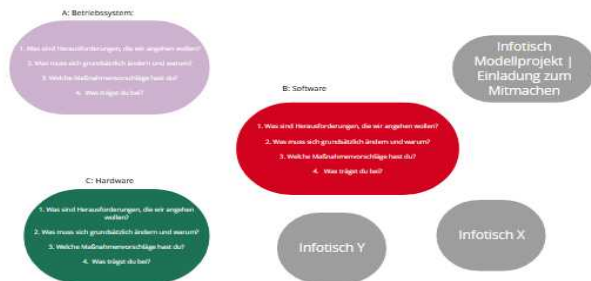 A: Betriebssystem:
1. Was sind Herausforderungen, die wir angehen wollen?
2. Was muss sich grundsätzlich ändern und warum?
3. Welche Maßnahmenvorschläge hast du?
4. Was trägst du bei?
Infotisch
Modellprojekt |
Einladung zum
Mitmachen
B: Software
1. Was sind Herausforderungen, die wir angehen wollen?
2. Was muss sich grundsätzlich ändern und warum?
3. Welche Maßnahmenvorschläge hast du?
4. Was trägst du bei?
C: Hardware
1. Was sind Herausforderungen, die wir angehen
wollen?
2. Was muss sich grundsätzlich ändern und warum?
3. Welche Maßnahmenvorschläge hast du?
4. Was trägst du bei?
Infotisch Y
Infotisch X